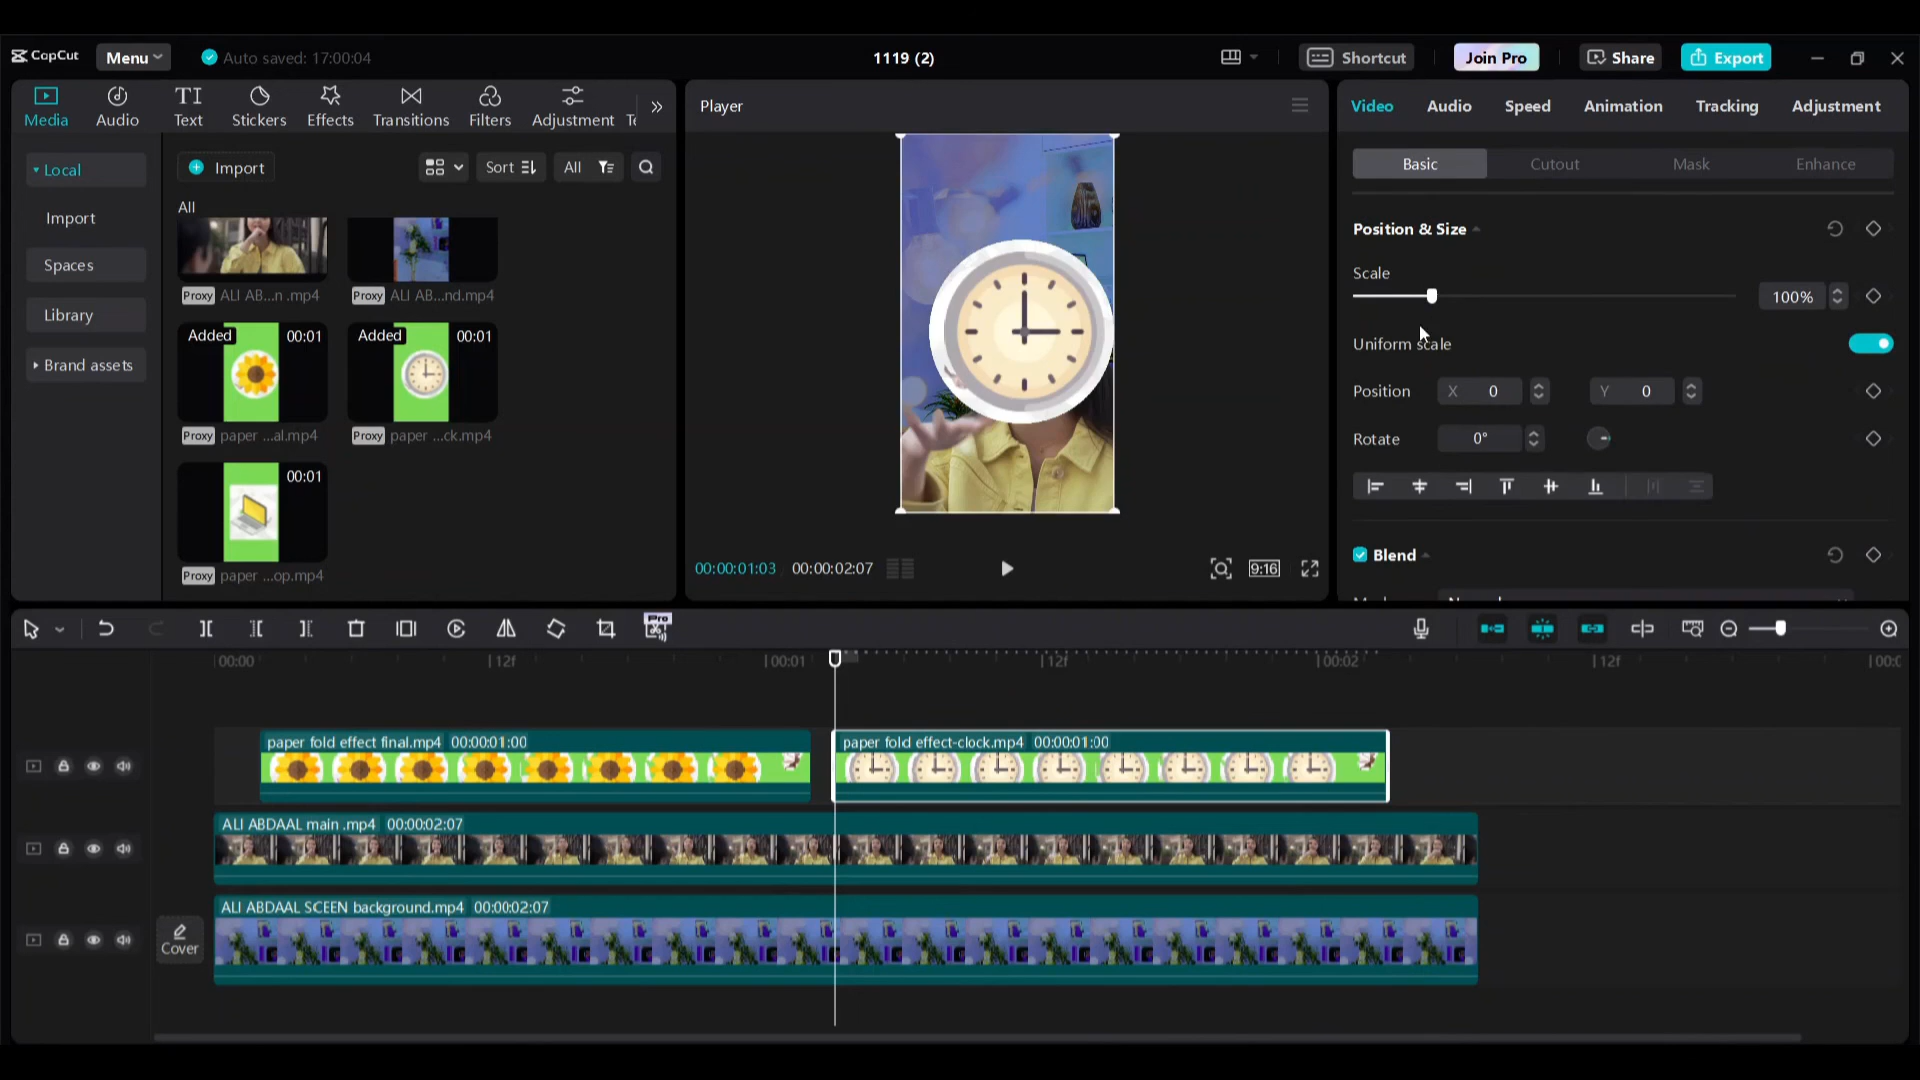 CapCut
Menu
Auto saved: 17:00:04
1119 (2)
Shortcut
Join Pro
Share
Export
Media
Audio
Text
Stickers
Effects
Transitions
Filters
Adjustment
Player
Video
Audio
Speed
Animation
Tracking
Adjustment
Local
Import
Spaces
Library
Brand assets
Import
Sort
All
All
Proxy ALI AB...n .mp4
Proxy ALI AB...nd.mp4
Added 00:01
Added 00:01
Proxy paper ...al.mp4
Proxy paper ...ck.mp4
00:01
Proxy paper ...op.mp4
00:00:01:03 00:00:02:07
9:16
Basic
Cutout
Mask
Enhance
Position & Size
Scale
100%
Uniform scale
Position X 0 Y 0
Rotate 0°
Blend
Pro
00:00 12f 00:01 12f 00:02 12f
paper fold effect final.mp4 00:00:01:00
paper fold effect-clock.mp4 00:00:01:00
ALI ABDAAL main .mp4 00:00:02:07
ALI ABDAAL SCEEN background.mp4 00:00:02:07
Cover